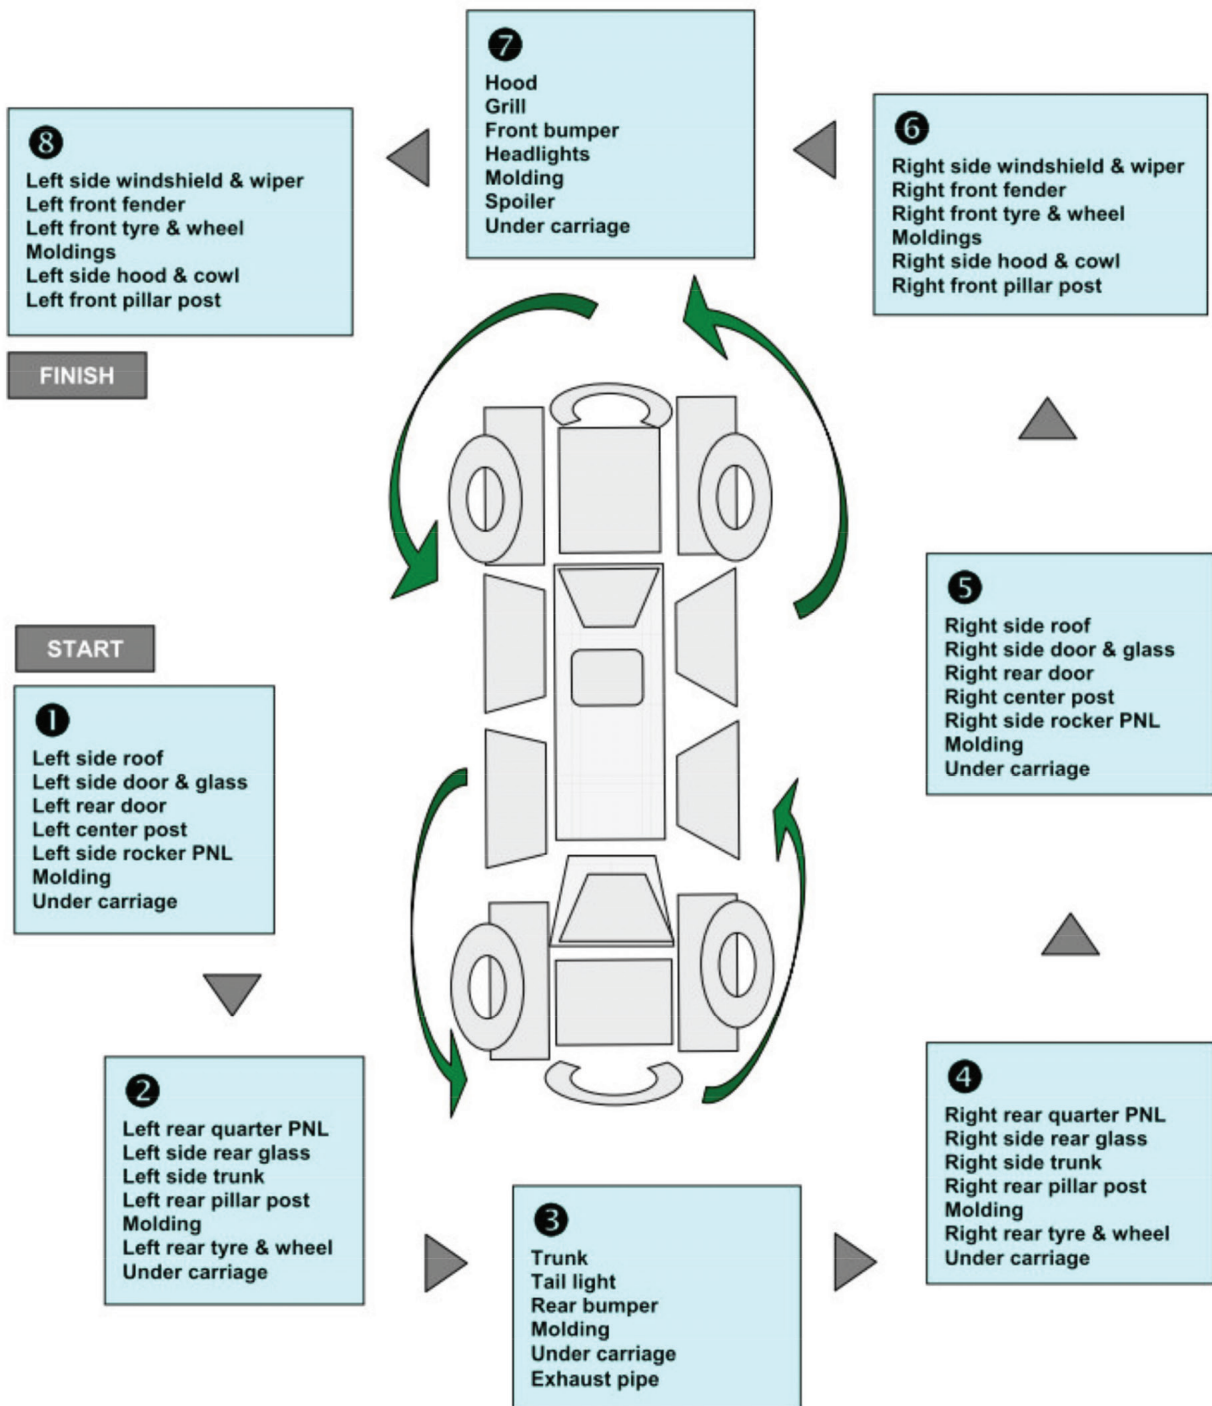 7
Hood
Grill
Front bumper
Headlights
Molding
Spoiler
Under carriage
8
Left side windshield & wiper
Left front fender
Left front tyre & wheel
Moldings
Left side hood & cowl
Left front pillar post
FINISH
6
Right side windshield & wiper
Right front fender
Right front tyre & wheel
Moldings
Right side hood & cowl
Right front pillar post
START
1
Left side roof
Left side door & glass
Left rear door
Left center post
Left side rocker PNL
Molding
Under carriage
5
Right side roof
Right side door & glass
Right rear door
Right center post
Right side rocker PNL
Molding
Under carriage
2
Left rear quarter PNL
Left side rear glass
Left side trunk
Left rear pillar post
Molding
Left rear tyre & wheel
Under carriage
3
Trunk
Tail light
Rear bumper
Molding
Under carriage
Exhaust pipe
4
Right rear quarter PNL
Right side rear glass
Right side trunk
Right rear pillar post
Molding
Right rear tyre & wheel
Under carriage